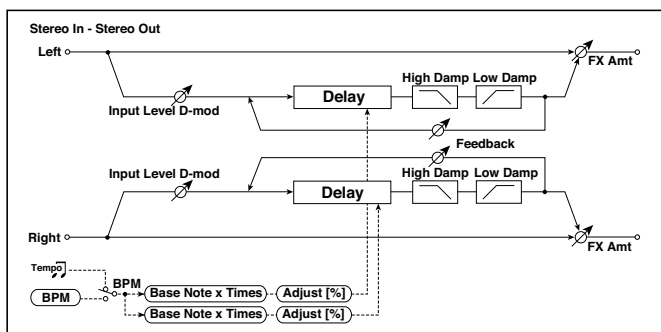 Stereo In - Stereo Out
Left
FX Amt
High Damp Low Damp
Delay
Input Level D-mod
Feedback
Input Level D-mod
High Damp Low Damp
Delay
Right
FX Amt
Tempo
BPM
BPM
Base Note x Times
Adjust [%]
Base Note x Times
Adjust [%]